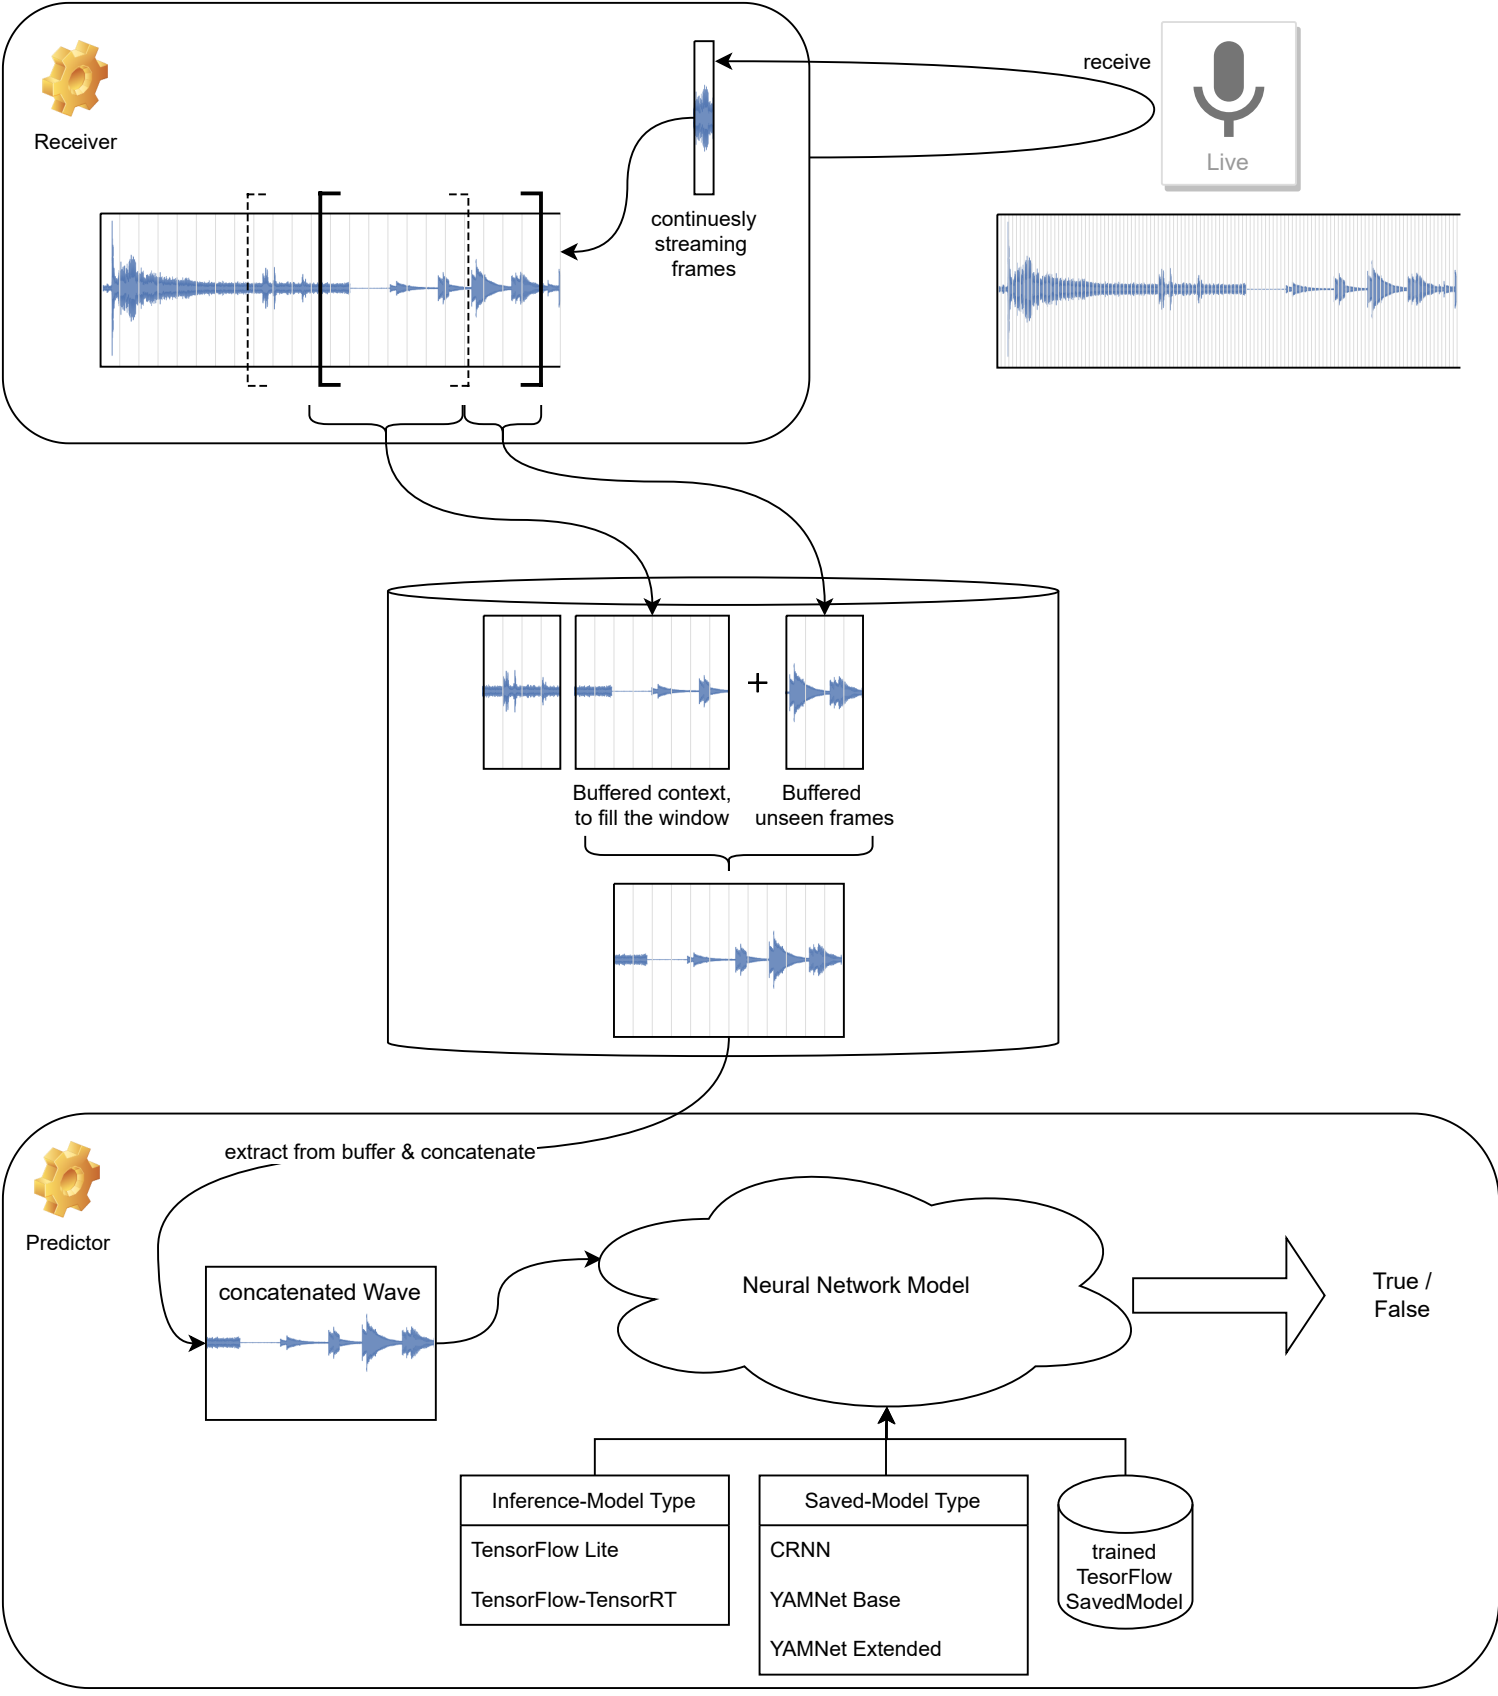 Receiver
receive
Live
continuesly
streaming
frames
+
Buffered context,
to fill the window
Buffered
unseen frames
extract from buffer & concatenate
Predictor
concatenated Wave
Neural Network Model
True /
False
Inference-Model Type
TensorFlow Lite
TensorFlow-TensorRT
Saved-Model Type
CRNN
YAMNet Base
YAMNet Extended
trained
TesorFlow
SavedModel